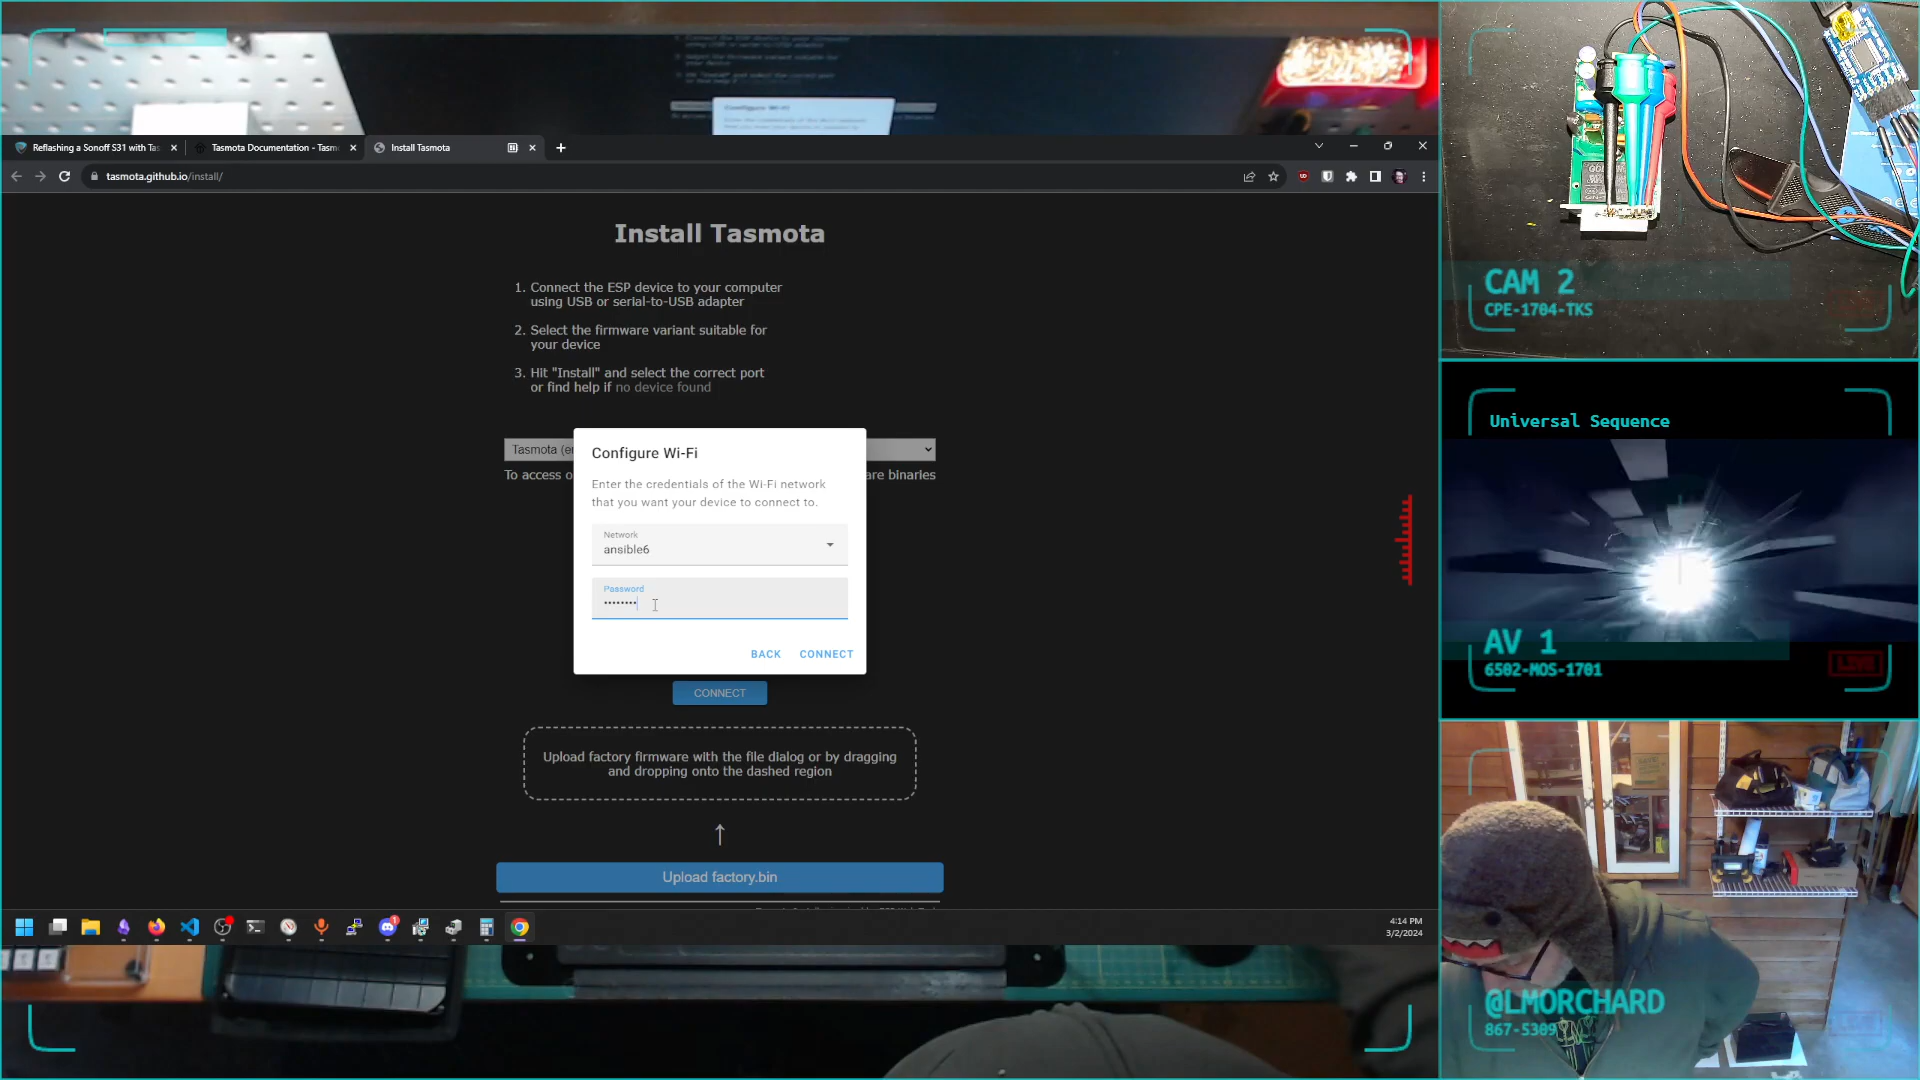 Configure Wi-Fi
Reflashing a Sonoff S31 with Tas
Tasmota Documentation - Tasm
Install Tasmota
tasmota.github.io/install/
Install Tasmota
1. Connect the ESP device to your computer
using USB or serial-to-USB adapter
2. Select the firmware variant suitable for
your device
3. Hit "Install" and select the correct port
or find help if no device found
Tasmota (en
To access o
are binaries
Configure Wi-Fi
Enter the credentials of the Wi-Fi network
that you want your device to connect to.
Network
ansible6
Password
••••••••
BACK CONNECT
CONNECT
Upload factory firmware with the file dialog or by dragging
and dropping onto the dashed region
↑
Upload factory.bin
4:14 PM
3/2/2024
CAM 2
CPE-1704-TKS
Universal Sequence
AV 1
6502-MOS-1701
LIVE
@LMORCHARD
867-5309